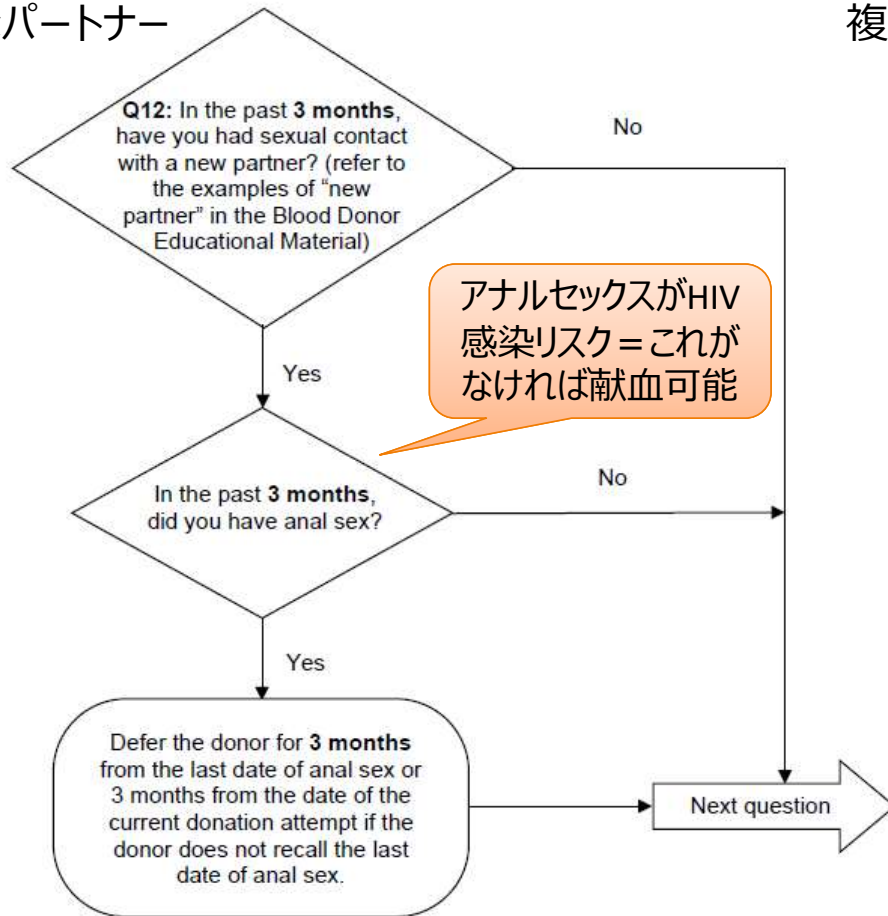 パートナー
複
Q12: In the past 3 months,
have you had sexual contact
with a new partner? (refer to
the examples of “new
partner” in the Blood Donor
Educational Material)
No
アナルセックスがHIV
感染リスク＝これが
なければ献血可能
Yes
In the past 3 months,
did you have anal sex?
No
Yes
Defer the donor for 3 months
from the last date of anal sex or
3 months from the date of the
current donation attempt if the
donor does not recall the last
date of anal sex.
Next question